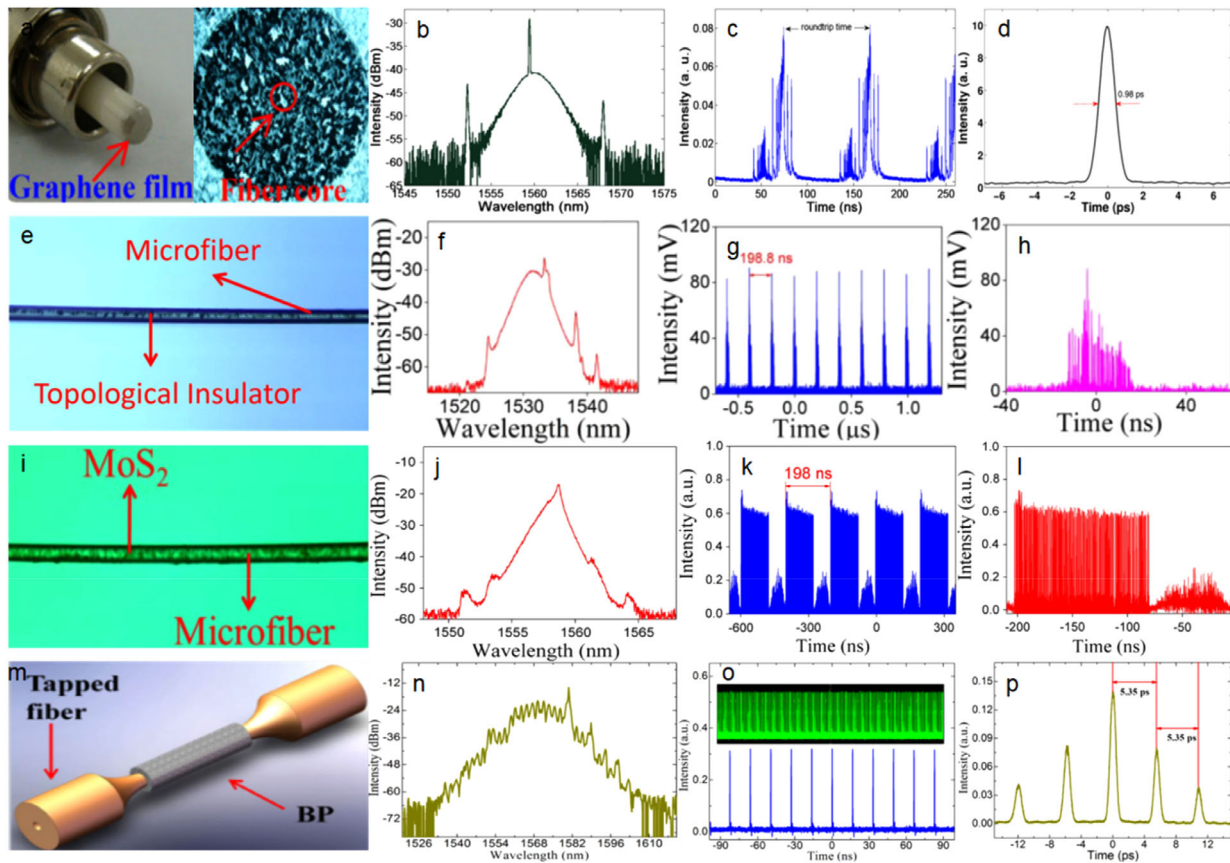 a
Graphene film
Fiber core
b
Intensity (dBm)
-30
-35
-40
-45
-50
-55
-60
-65
1545 1550 1555 1560 1565 1570 1575
Wavelength (nm)
c
roundtrip time
Intensity (a. u.)
0.08
0.06
0.04
0.02
0.00
0 50 100 150 200 250
Time (ns)
d
0.98 ps
Intensity (a. u.)
10
8
6
4
2
0
-6 -4 -2 0 2 4 6
Time (ps)
e
Microfiber
Topological Insulator
f
Intensity (dBm)
-20
-30
-40
-50
-60
1520 1530 1540
Wavelength (nm)
g
198.8 ns
Intensity (mV)
120
80
40
0
-0.5 0.0 0.5 1.0
Time (μs)
h
Intensity (mV)
120
80
40
0
-40 0 40
Time (ns)
i
MoS2
Microfiber
j
Intensity (dBm)
-10
-20
-30
-40
-50
-60
1550 1555 1560 1565
Wavelength (nm)
k
198 ns
Intensity (a.u.)
1.0
0.8
0.6
0.4
0.2
0.0
-600 -300 0 300
Time (ns)
l
Intensity (a.u.)
1.0
0.8
0.6
0.4
0.2
0.0
-200 -150 -100 -50
Time (ns)
m
Tapped
fiber
BP
n
Intensity (dBm)
-12
-24
-36
-48
-60
-72
1526 1540 1554 1568 1582 1596 1610
Wavelength (nm)
o
Intensity (a.u.)
0.6
0.4
0.2
0.0
-90 -60 -30 0 30 60 90
Time (ns)
p
5.35 ps
5.35 ps
Intensity (a.u.)
0.15
0.12
0.09
0.06
0.03
0.00
-12 -8 -4 0 4 8 12
Time (ps)